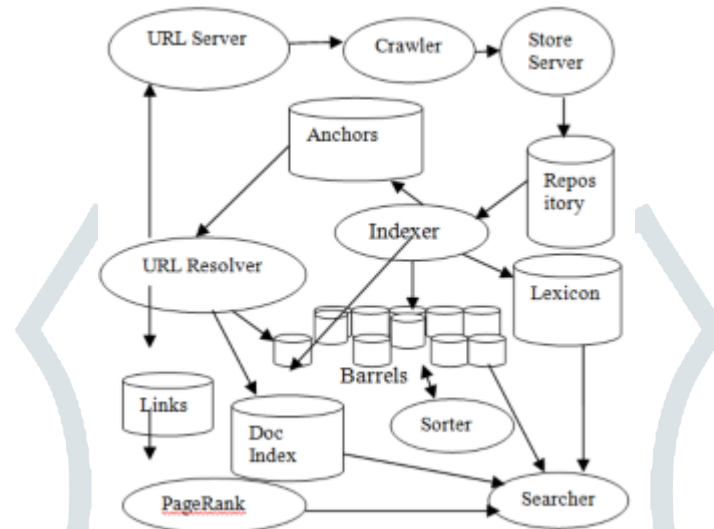 URL Server
Crawler
Store
Server
Anchors
Repos
itory
Indexer
URL Resolver
Lexicon
Barrels
Links
Doc
Index
Sorter
PageRank
Searcher